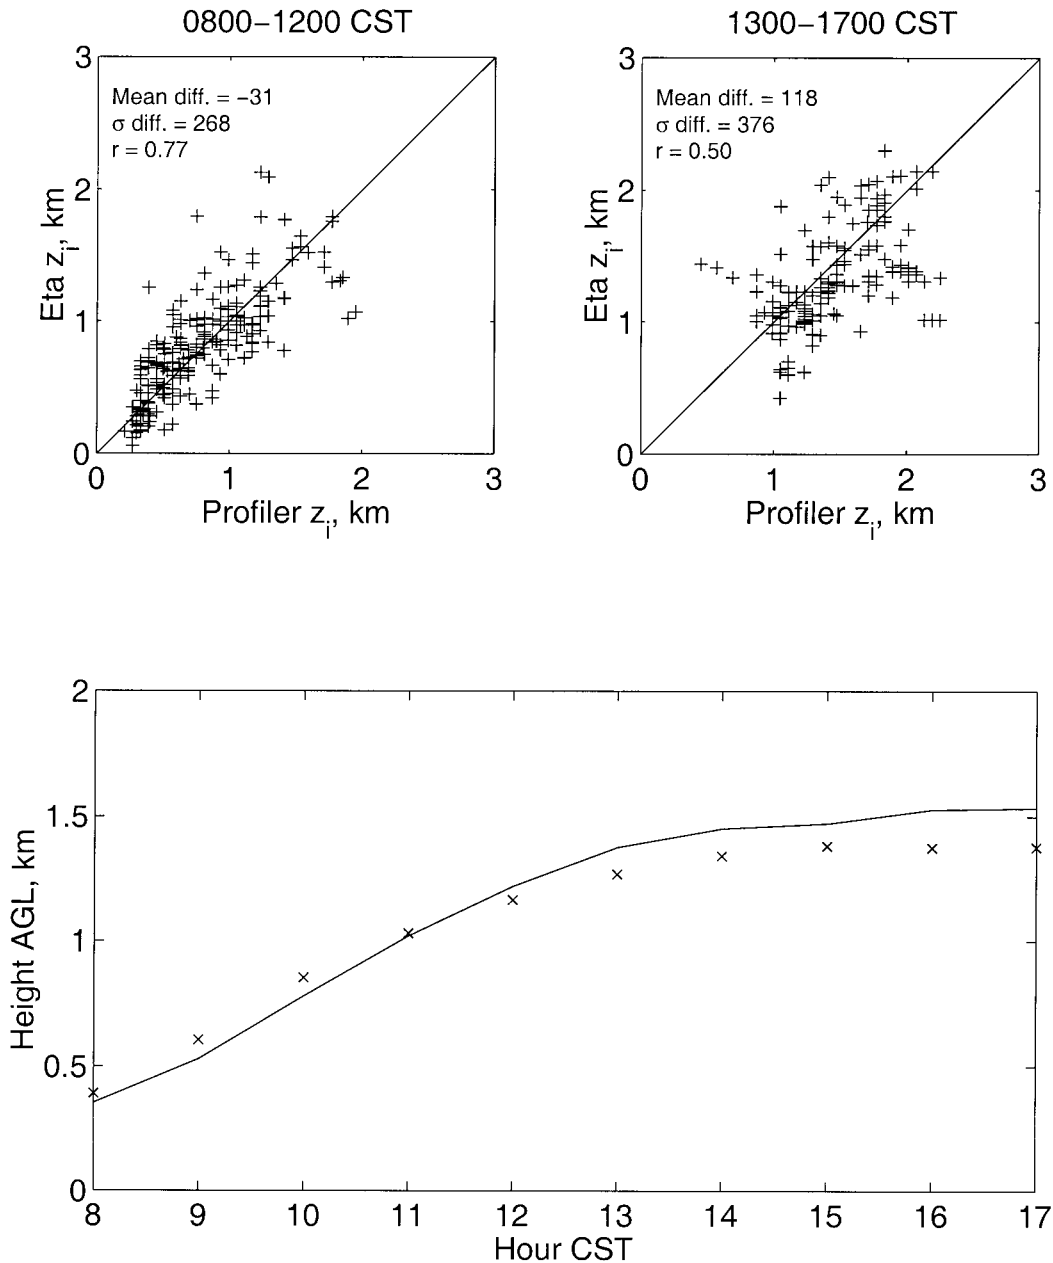 0800−1200 CST
Mean diff. = −31
σ diff. = 268
r = 0.77
3
2
1
0
Eta z_i, km
0 1 2 3
Profiler z_i, km
1300−1700 CST
Mean diff. = 118
σ diff. = 376
r = 0.50
3
2
1
0
Eta z_i, km
0 1 2 3
Profiler z_i, km
2
1.5
1
0.5
0
Height AGL, km
8 9 10 11 12 13 14 15 16 17
Hour CST